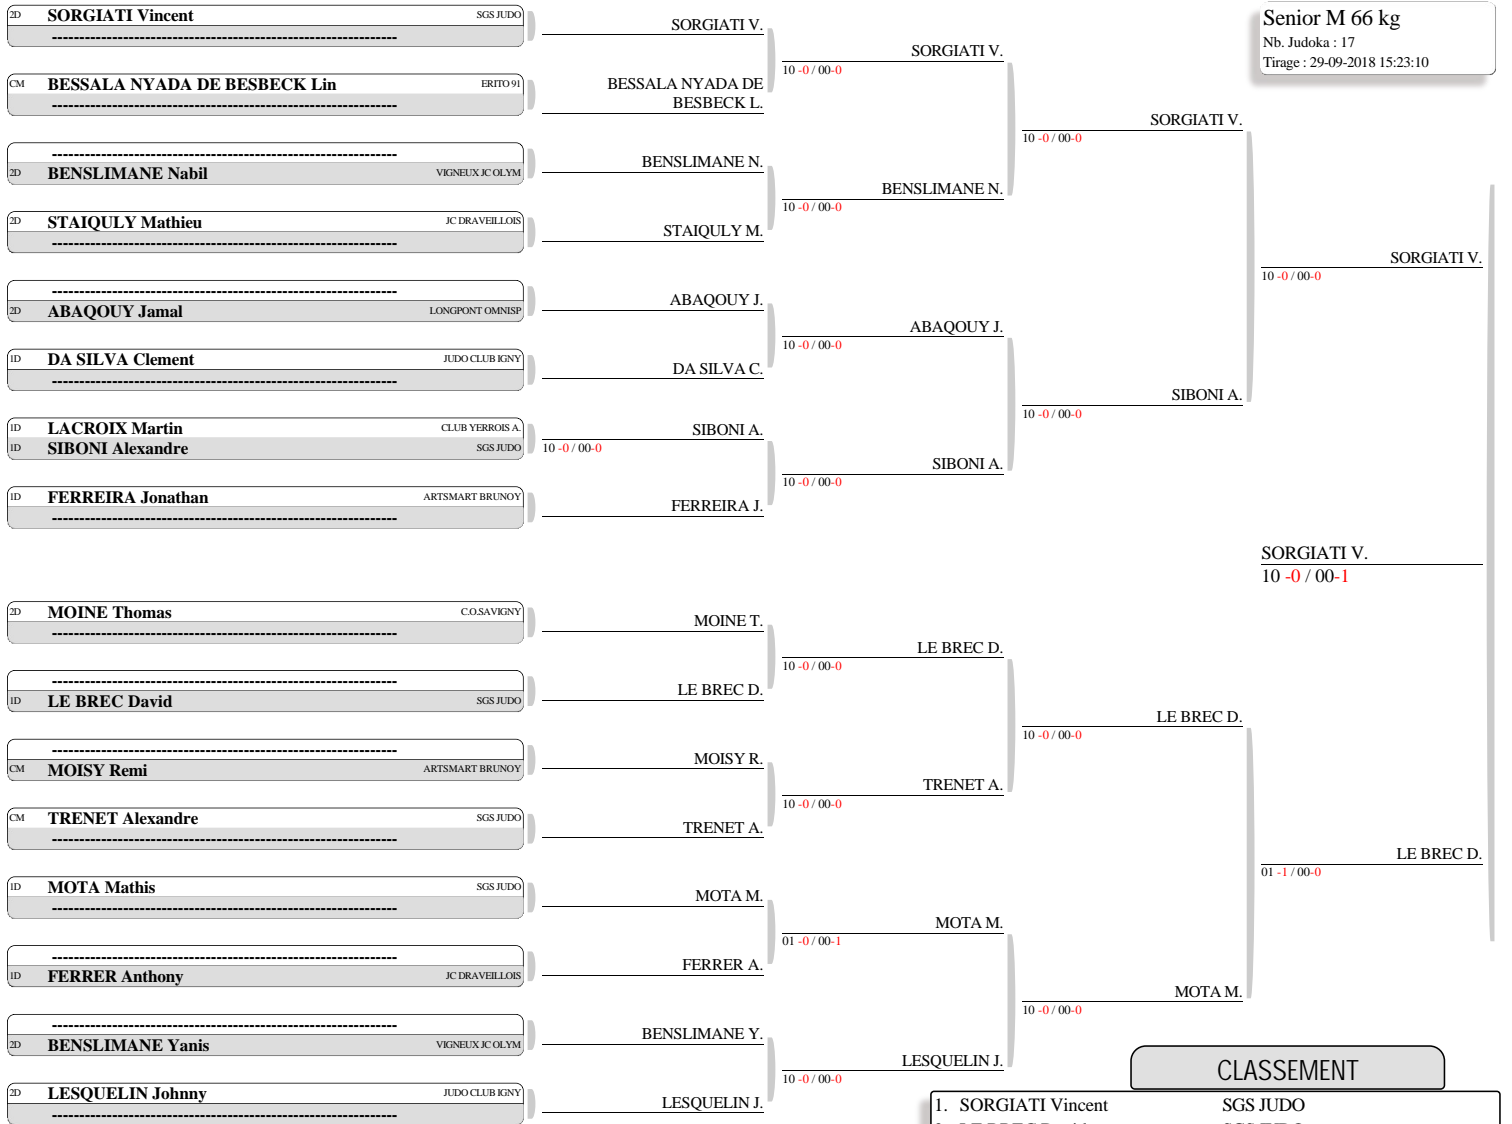 Senior M 66 kg
Nb. Judoka : 17
Tirage : 29-09-2018 15:23:10
2D SORGIATI Vincent SGS JUDO
------------------------------------------------------------------
CM BESSALA NYADA DE BESBECK Lin ERITO 91
------------------------------------------------------------------
------------------------------------------------------------------
2D BENSLIMANE Nabil VIGNEUX JC OLYM
2D STAIQULY Mathieu JC DRAVEILLOIS
------------------------------------------------------------------
------------------------------------------------------------------
2D ABAQOUY Jamal LONGPONT OMNISP
1D DA SILVA Clement JUDO CLUB IGNY
------------------------------------------------------------------
1D LACROIX Martin CLUB YERROIS A.
1D SIBONI Alexandre SGS JUDO
1D FERREIRA Jonathan ARTSMART BRUNOY
------------------------------------------------------------------
2D MOINE Thomas C.O.SAVIGNY
------------------------------------------------------------------
------------------------------------------------------------------
1D LE BREC David SGS JUDO
------------------------------------------------------------------
CM MOISY Remi ARTSMART BRUNOY
CM TRENET Alexandre SGS JUDO
------------------------------------------------------------------
1D MOTA Mathis SGS JUDO
------------------------------------------------------------------
------------------------------------------------------------------
1D FERRER Anthony JC DRAVEILLOIS
------------------------------------------------------------------
2D BENSLIMANE Yanis VIGNEUX JC OLYM
2D LESQUELIN Johnny JUDO CLUB IGNY
------------------------------------------------------------------
SORGIATI V.
BESSALA NYADA DE
BESBECK L.
BENSLIMANE N.
STAIQULY M.
ABAQOUY J.
DA SILVA C.
SIBONI A.
10 -0 / 00-0
FERREIRA J.
MOINE T.
LE BREC D.
MOISY R.
TRENET A.
MOTA M.
FERRER A.
BENSLIMANE Y.
LESQUELIN J.
SORGIATI V.
10 -0 / 00-0
BENSLIMANE N.
10 -0 / 00-0
ABAQOUY J.
10 -0 / 00-0
SIBONI A.
10 -0 / 00-0
LE BREC D.
10 -0 / 00-0
TRENET A.
10 -0 / 00-0
MOTA M.
01 -0 / 00-1
LESQUELIN J.
10 -0 / 00-0
SORGIATI V.
10 -0 / 00-0
SIBONI A.
10 -0 / 00-0
LE BREC D.
10 -0 / 00-0
MOTA M.
10 -0 / 00-0
SORGIATI V.
10 -0 / 00-0
LE BREC D.
01 -1 / 00-0
SORGIATI V.
10 -0 / 00-1
CLASSEMENT
1. SORGIATI Vincent SGS JUDO